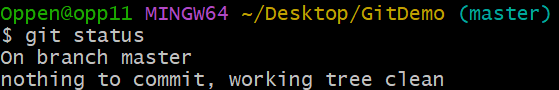 Oppen@opp11 MINGW64 ~/Desktop/GitDemo (master)
$ git status
On branch master
nothing to commit, working tree clean